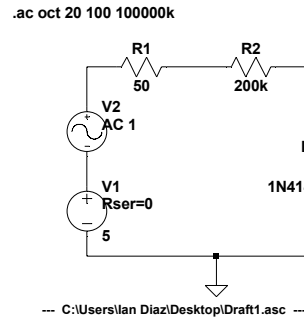 .ac oct 20 100 100000k
R1 R2
50 200k
V2
AC 1
V1
Rser=0
1N41
5
--- C:\Users\Ian Diaz\Desktop\Draft1.asc ---